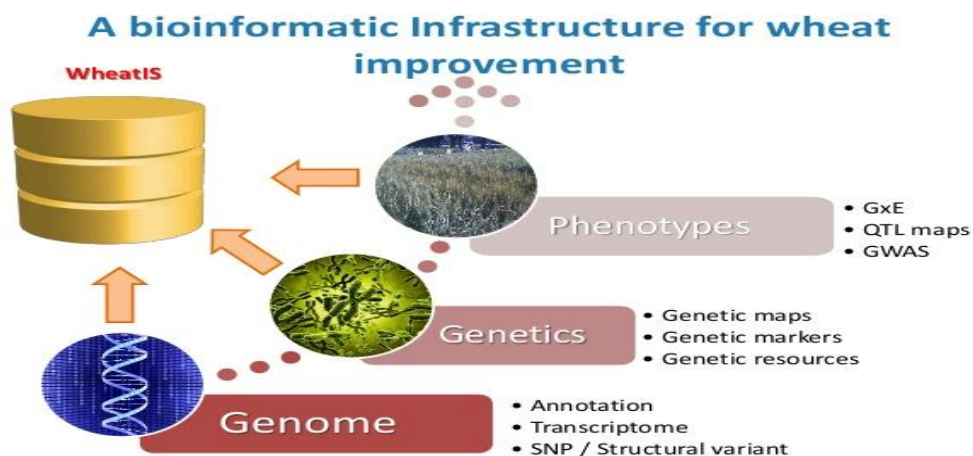 A bioinformatic Infrastructure for wheat
improvement
WheatIS
Phenotypes
• GxE
• QTL maps
• GWAS
Genetics
• Genetic maps
• Genetic markers
• Genetic resources
Genome
• Annotation
• Transcriptome
• SNP / Structural variant